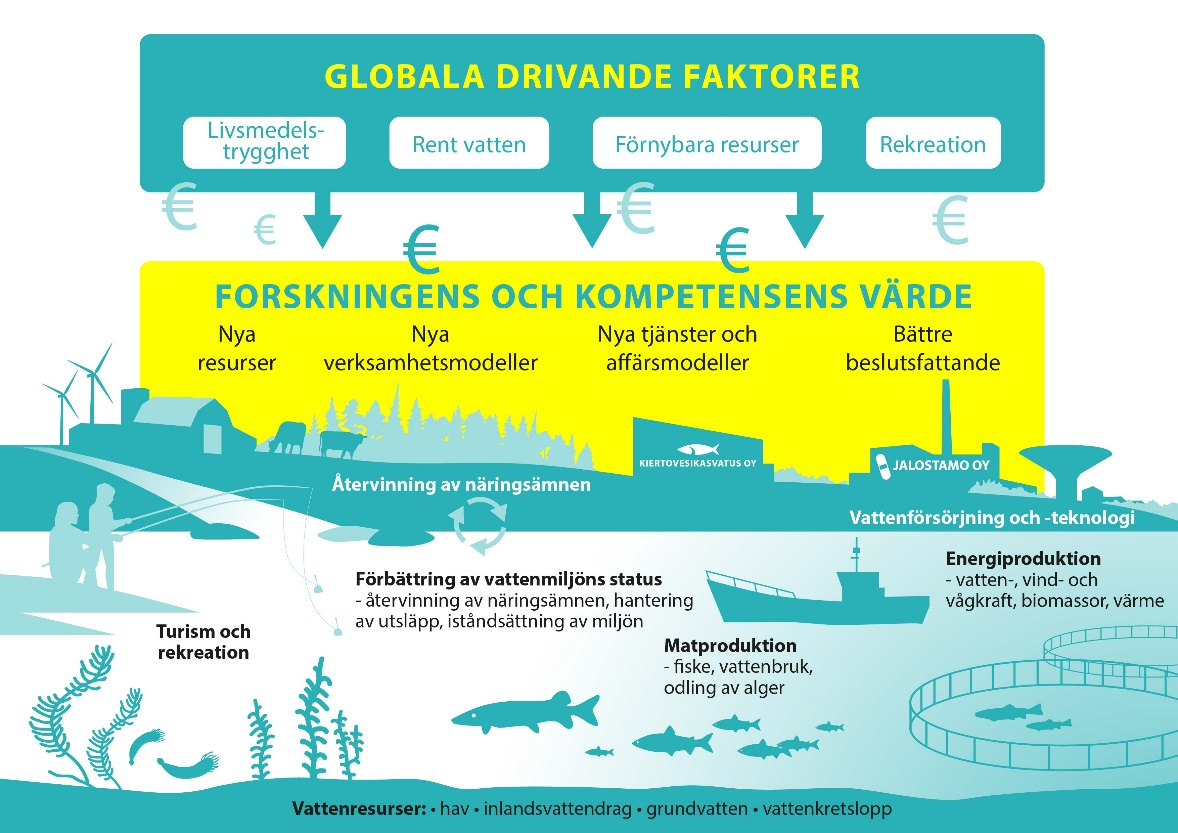 GLOBALA DRIVANDE FAKTORER
Livsmedels-
trygghet
Rent vatten
Förnybara resurser
Rekreation
€ € € € € €
FORSKNINGENS OCH KOMPETENSENS VÄRDE
Nya
resurser
Nya
verksamhetsmodeller
Nya tjänster och
affärsmodeller
Bättre
beslutsfattande
KIERTOVESIKASVATUS OY
JALOSTAMO OY
Återvinning av näringsämnen
Vattenförsörjning och -teknologi
Förbättring av vattenmiljöns status
- återvinning av näringsämnen, hantering
av utsläpp, iståndsättning av miljön
Energiproduktion
- vatten-, vind- och
vågkraft, biomassor, värme
Turism och
rekreation
Matproduktion
- fiske, vattenbruk,
odling av alger
Vattenresurser: • hav • inlandsvattendrag • grundvatten • vattenkretslopp